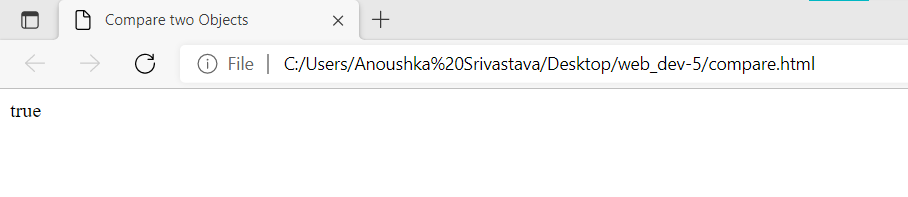 Compare two Objects
File | C:/Users/Anoushka%20Srivastava/Desktop/web_dev-5/compare.html
true